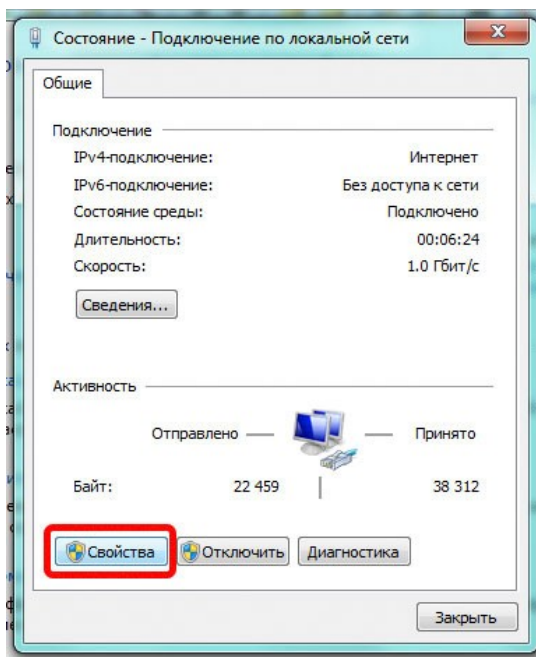 Состояние - Подключение по локальной сети
Общие
Подключение
IPv4-подключение: Интернет
IPv6-подключение: Без доступа к сети
Состояние среды: Подключено
Длительность: 00:06:24
Скорость: 1.0 Гбит/с
Сведения...
Активность
Отправлено — Принято
Байт: 22 459 38 312
Свойства Отключить Диагностика
Закрыть